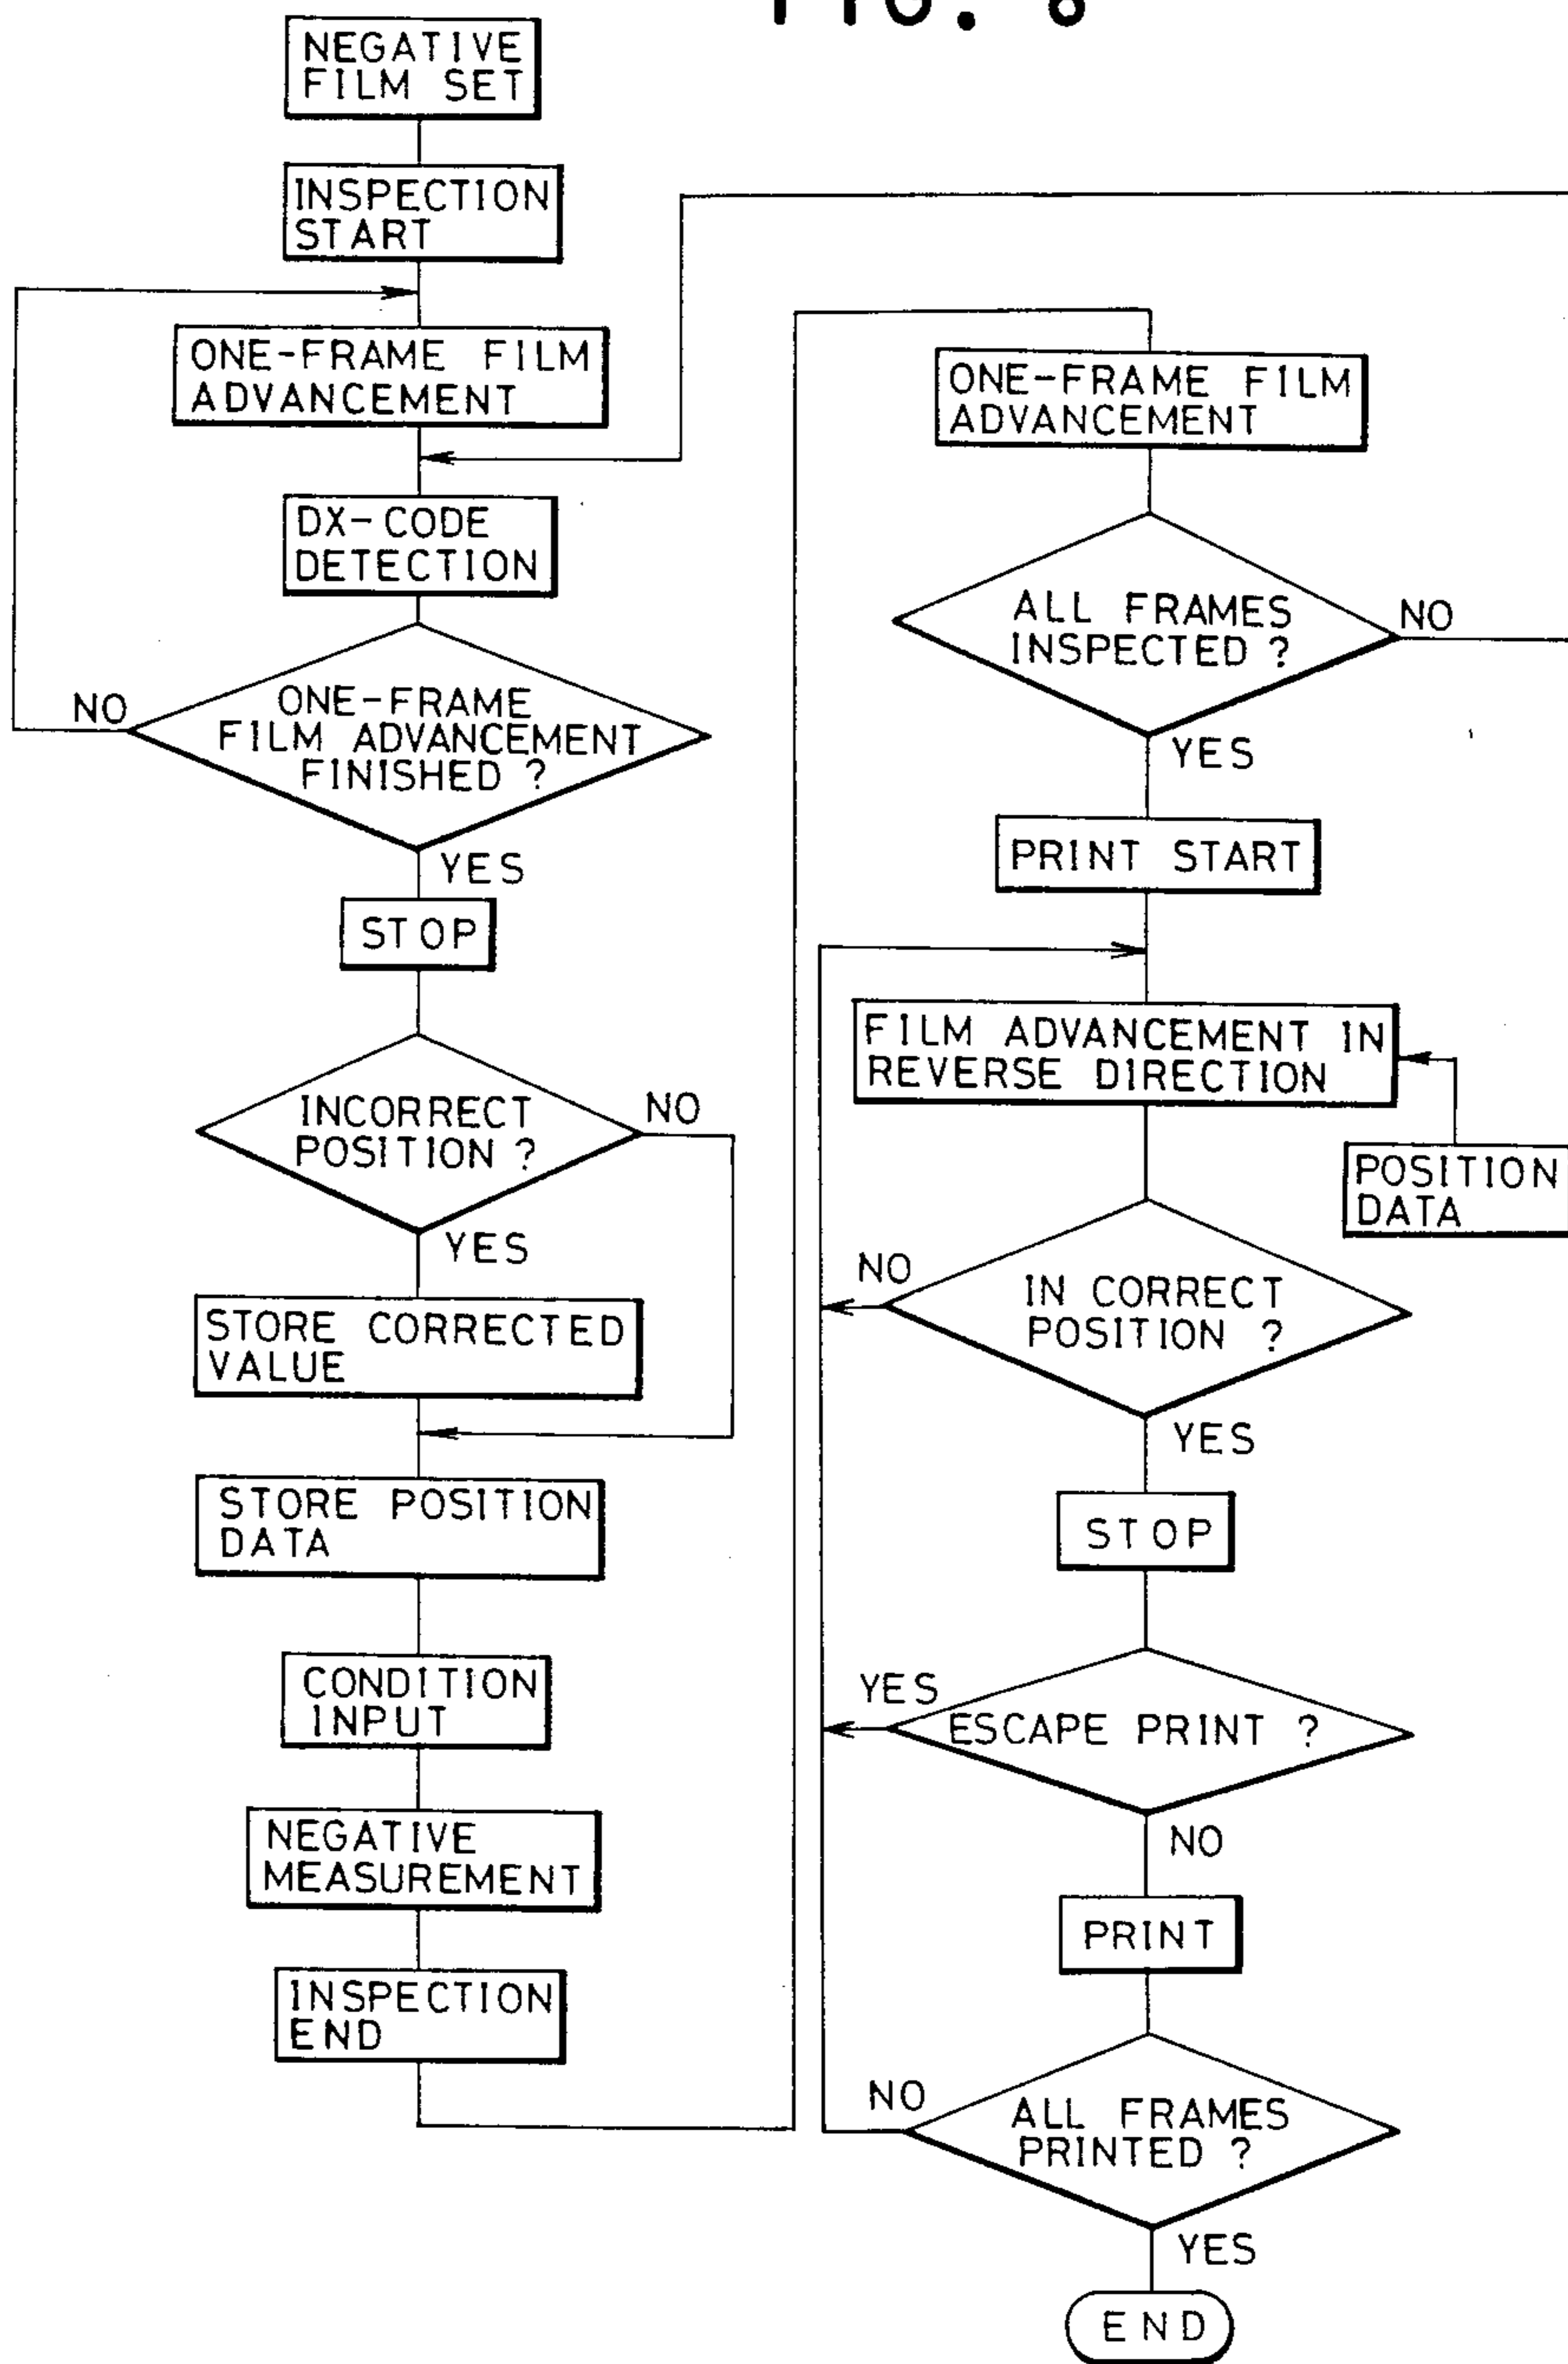 FIG. 8
NEGATIVE
FILM SET
INSPECTION
START
ONE-FRAME FILM
ADVANCEMENT
DX-CODE
DETECTION
NO
ONE-FRAME
FILM ADVANCEMENT
FINISHED ?
YES
STOP
INCORRECT
POSITION ?
NO
YES
STORE CORRECTED
VALUE
STORE POSITION
DATA
CONDITION
INPUT
NEGATIVE
MEASUREMENT
INSPECTION
END
ONE-FRAME FILM
ADVANCEMENT
ALL FRAMES
INSPECTED ?
NO
YES
PRINT START
FILM ADVANCEMENT IN
REVERSE DIRECTION
POSITION
DATA
NO
IN CORRECT
POSITION ?
YES
STOP
YES
ESCAPE PRINT ?
NO
PRINT
NO
ALL FRAMES
PRINTED ?
YES
END